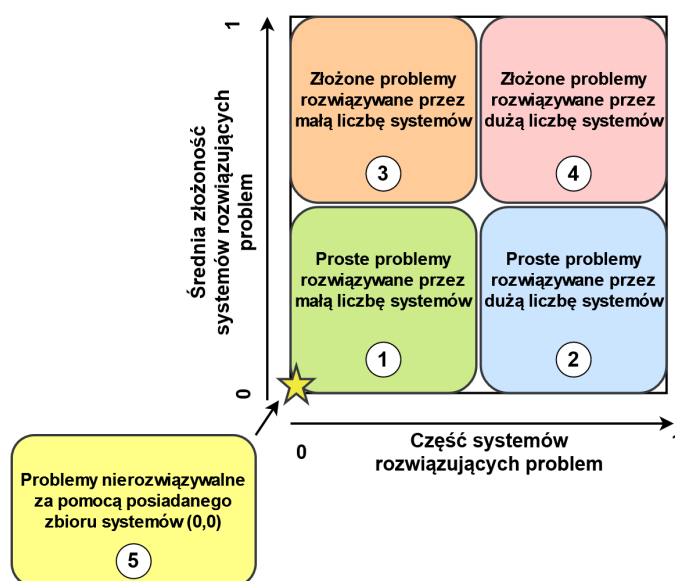 1
Średnia złożoność
systemów rozwiązujących
problem
0
Złożone problemy
rozwiązywane przez
małą liczbę systemów
3
Złożone problemy
rozwiązywane przez
dużą liczbę systemów
4
Proste problemy
rozwiązywane przez
małą liczbę systemów
1
Proste problemy
rozwiązywane przez
dużą liczbę systemów
2
0
Część systemów
rozwiązujących problem
Problemy nierozwiązywalne
za pomocą posiadanego
zbioru systemów (0,0)
5